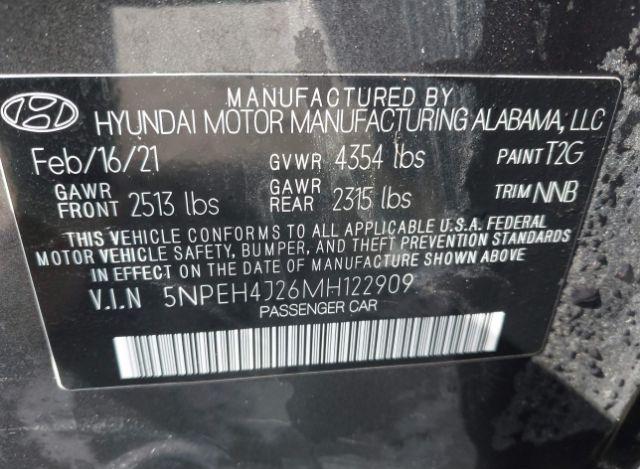 MANUFACTURED BY
HYUNDAI MOTOR MANUFACTURING ALABAMA, LLC
Feb/16/21 GVWR 4354 lbs PAINT T2G
GAWR FRONT 2513 lbs GAWR REAR 2315 lbs TRIM NNB
THIS VEHICLE CONFORMS TO ALL APPLICABLE U.S.A. FEDERAL
MOTOR VEHICLE SAFETY, BUMPER, AND THEFT PREVENTION STANDARDS
IN EFFECT ON THE DATE OF MANUFACTURE SHOWN ABOVE.
V.I.N 5NPEH4J26MH122909
PASSENGER CAR